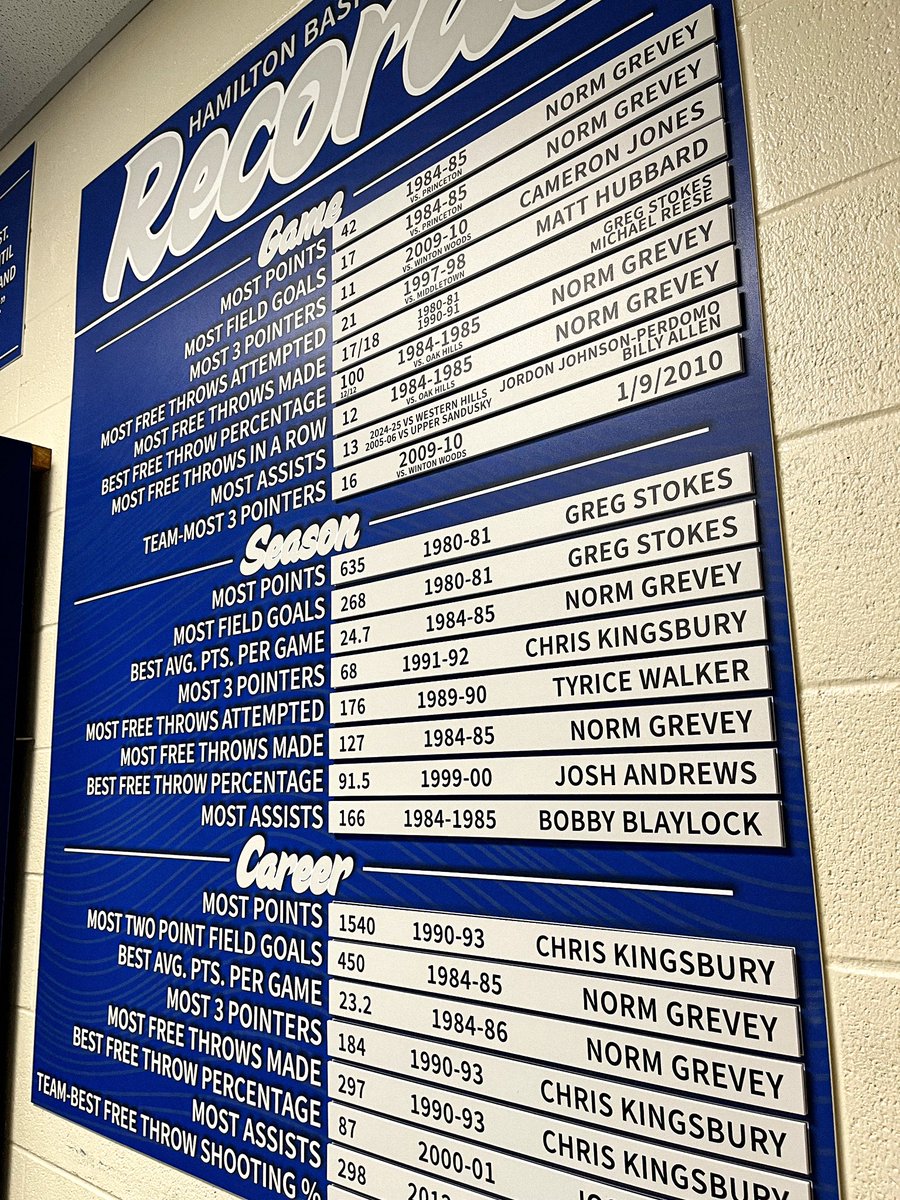 HAMILTON BAS
Records
Game
MOST POINTS 42 1984-85 VS. PRINCETON NORM GREVEY
MOST FIELD GOALS 17 1984-85 VS. PRINCETON NORM GREVEY
MOST 3 POINTERS 11 2009-10 VS. WINTON WOODS CAMERON JONES
MOST FREE THROWS ATTEMPTED 21 1997-98 VS. MIDDLETOWN MATT HUBBARD
MOST FREE THROWS MADE 17/18 1980-81 1990-91 GREG STOKES MICHAEL REESE
BEST FREE THROW PERCENTAGE 100 12/12 1984-1985 VS. OAK HILLS NORM GREVEY
MOST FREE THROWS IN A ROW 12 1984-1985 VS. OAK HILLS NORM GREVEY
MOST ASSISTS 13 2024-25 VS WESTERN HILLS 2005-06 VS UPPER SANDUSKY JORDON JOHNSON-PERDOMO BILLY ALLEN
TEAM-MOST 3 POINTERS 16 2009-10 VS. WINTON WOODS 1/9/2010
Season
MOST POINTS 635 1980-81 GREG STOKES
MOST FIELD GOALS 268 1980-81 GREG STOKES
BEST AVG. PTS. PER GAME 24.7 1984-85 NORM GREVEY
MOST 3 POINTERS 68 1991-92 CHRIS KINGSBURY
MOST FREE THROWS ATTEMPTED 176 1989-90 TYRICE WALKER
MOST FREE THROWS MADE 127 1984-85 NORM GREVEY
BEST FREE THROW PERCENTAGE 91.5 1999-00 JOSH ANDREWS
MOST ASSISTS 166 1984-1985 BOBBY BLAYLOCK
Career
MOST POINTS 1540 1990-93 CHRIS KINGSBURY
MOST TWO POINT FIELD GOALS 450 1984-85 NORM GREVEY
BEST AVG. PTS. PER GAME 23.2 1984-86 NORM GREVEY
MOST 3 POINTERS 184 1990-93 CHRIS KINGSBURY
MOST FREE THROWS MADE 297 1990-93 CHRIS KINGSBURY
BEST FREE THROW PERCENTAGE 87 2000-01
MOST ASSISTS 298
TEAM-BEST FREE THROW SHOOTING %
ST.
TIL
AND
"